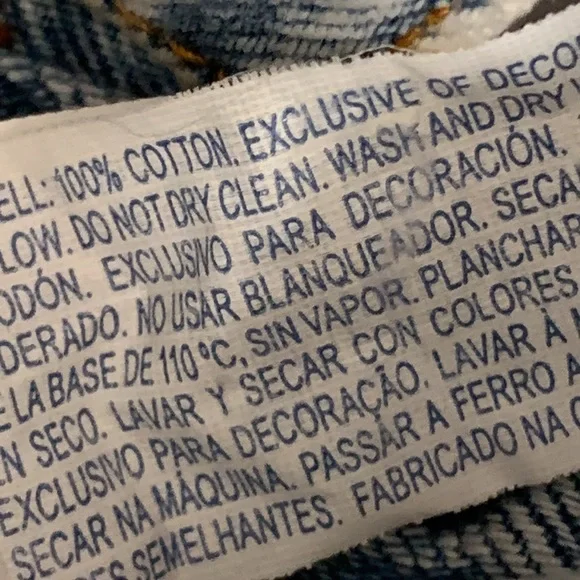 ELL: 100% COTTON. EXCLUSIVE OF DECO
LOW. DO NOT DRY CLEAN. WASH AND DRY
ODÓN. EXCLUSIVO PARA DECORACIÓN.
DERADO. NO USAR BLANQUEADOR. SECAR
E LA BASE DE 110 °C, SIN VAPOR. PLANCHAR
EN SECO. LAVAR Y SECAR CON COLORES
EXCLUSIVO PARA DECORAÇÃO. LAVAR À
SECAR NA MÁQUINA. PASSAR A FERRO A
ES SEMELHANTES. FABRICADO NA